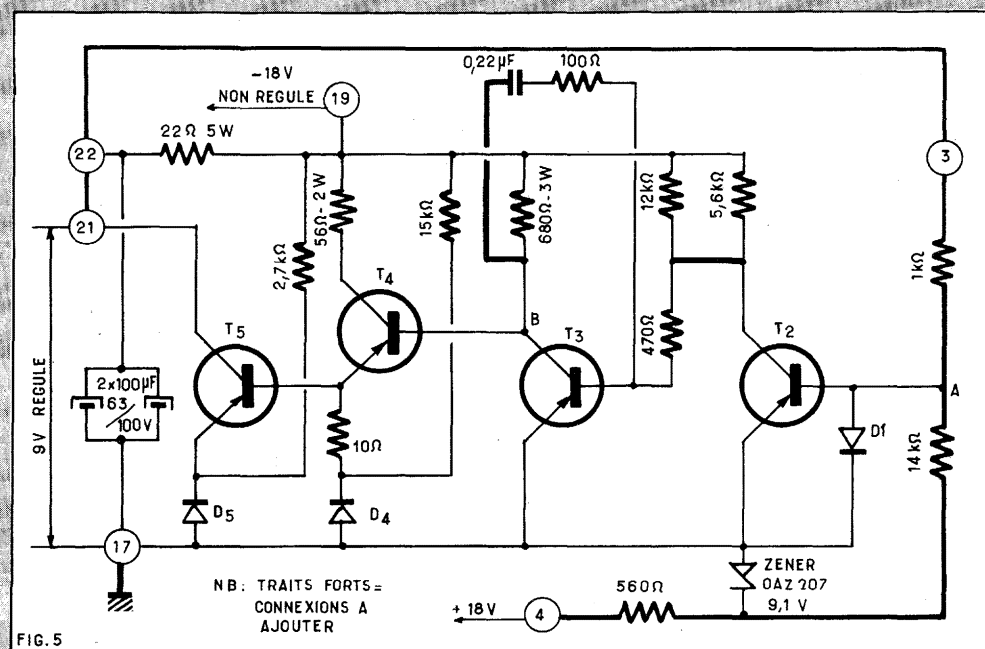 0,22µF
100Ω
-18V
NON REGULE
19
22Ω 5W
22
3
21
2,7kΩ
56Ω-2W
15kΩ
680Ω-3W
12kΩ
5,6kΩ
1kΩ
T4
T5
B
T3
470Ω
T2
A
9V REGULE
2x100µF
63/100V
10Ω
D1
14kΩ
D5
D4
17
ZENER
OAZ 207
9,1 V
NB: TRAITS FORTS=
CONNEXIONS A
AJOUTER
560Ω
+18V
4
FIG.5